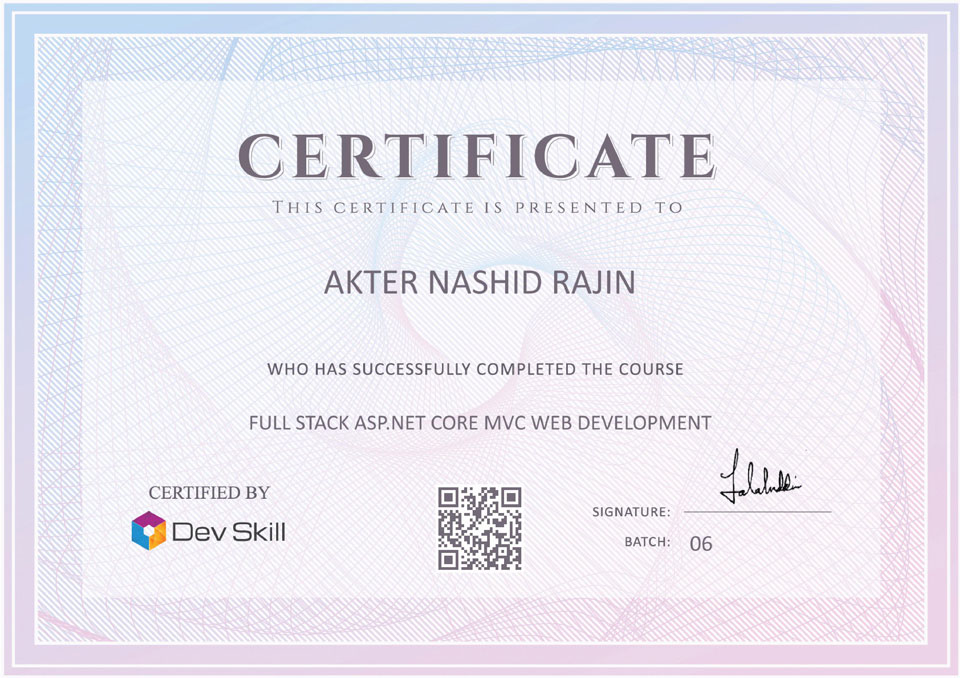 CERTIFICATE
THIS CERTIFICATE IS PRESENTED TO
AKTER NASHID RAJIN
WHO HAS SUCCESSFULLY COMPLETED THE COURSE
FULL STACK ASP.NET CORE MVC WEB DEVELOPMENT
CERTIFIED BY
Dev Skill
SIGNATURE:
BATCH: 06